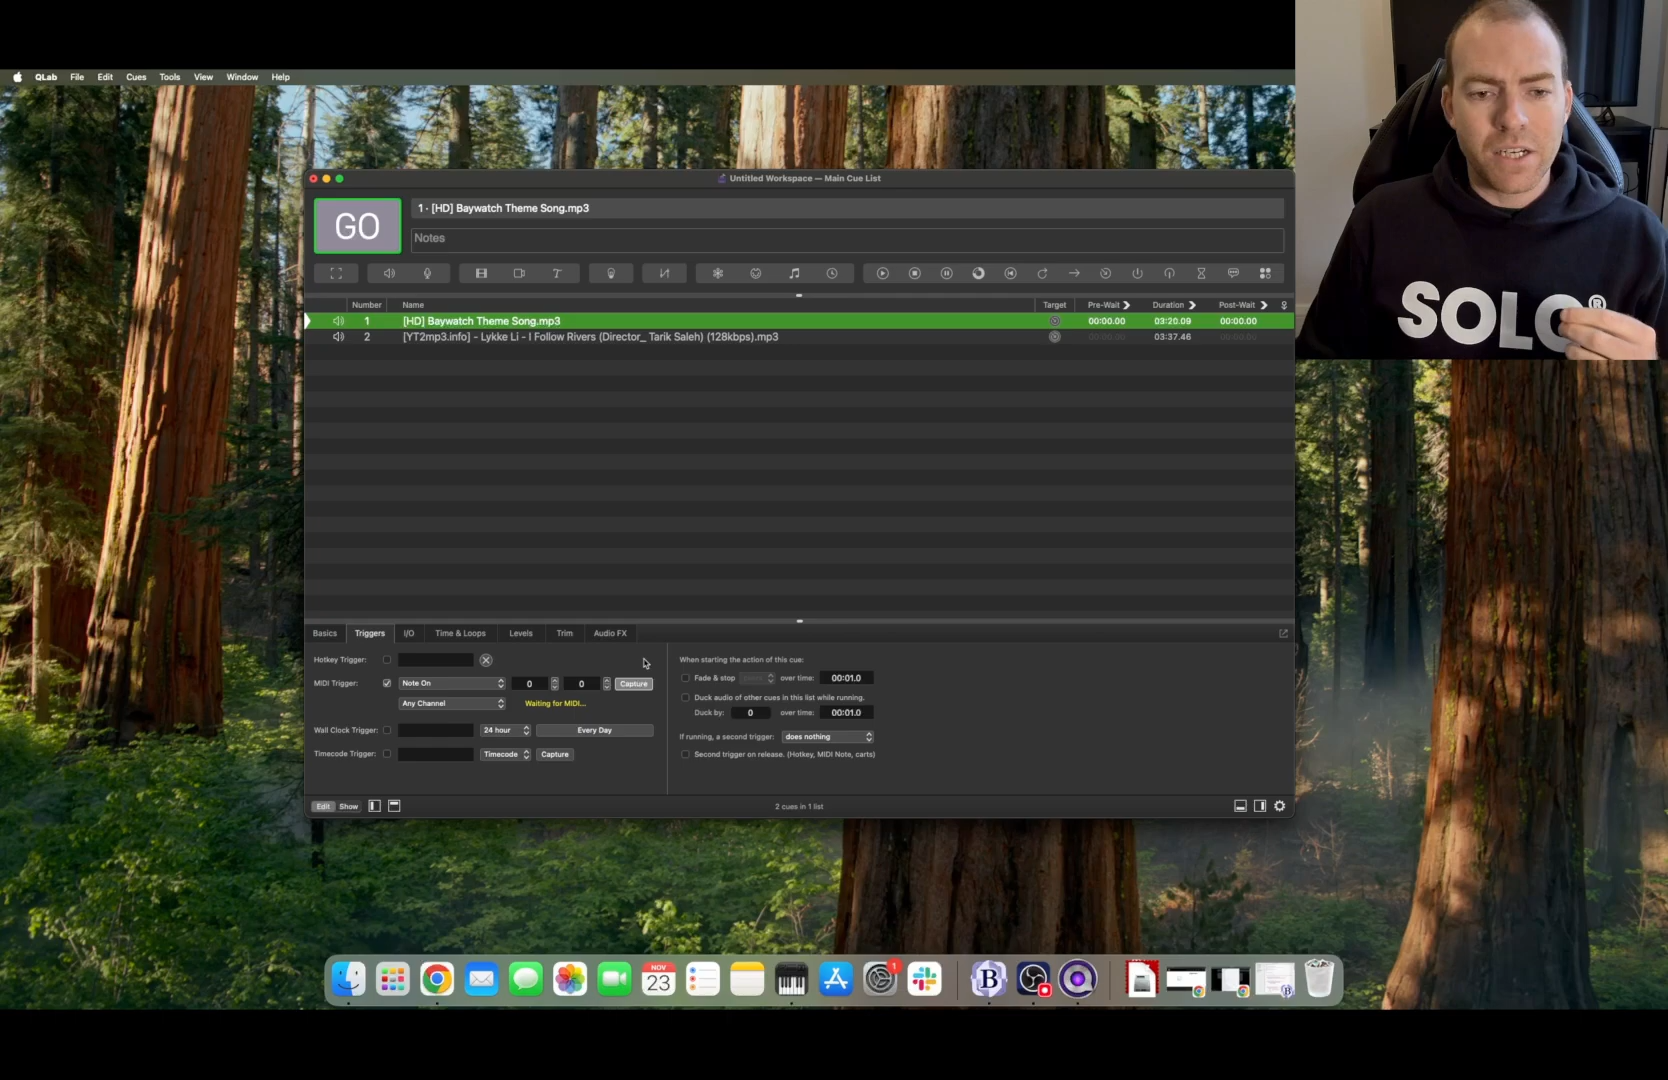 QLab File Edit Cues Tools View Window Help
Untitled Workspace — Main Cue List
GO
1 · [HD] Baywatch Theme Song.mp3
Notes
Number Name Target Pre-Wait Duration Post-Wait
1 [HD] Baywatch Theme Song.mp3 00:00.00 03:20.09 00:00.00
2 [YT2mp3.info] - Lykke Li - I Follow Rivers (Director_ Tarik Saleh) (128kbps).mp3 00:00.00 03:37.46 00:00.00
Basics Triggers I/O Time & Loops Levels Trim Audio FX
Hotkey Trigger:
MIDI Trigger: Note On 0 0 Capture
Any Channel Waiting for MIDI...
Wall Clock Trigger: 24 hour Every Day
Timecode Trigger: Timecode Capture
When starting the action of this cue:
Fade & stop over time: 00:01.0
Duck audio of other cues in this list while running.
Duck by: 0 over time: 00:01.0
If running, a second trigger: does nothing
Second trigger on release. (Hotkey, MIDI Note, carts)
Edit Show 2 cues in 1 list
SOLO®
NOV
23
1
B